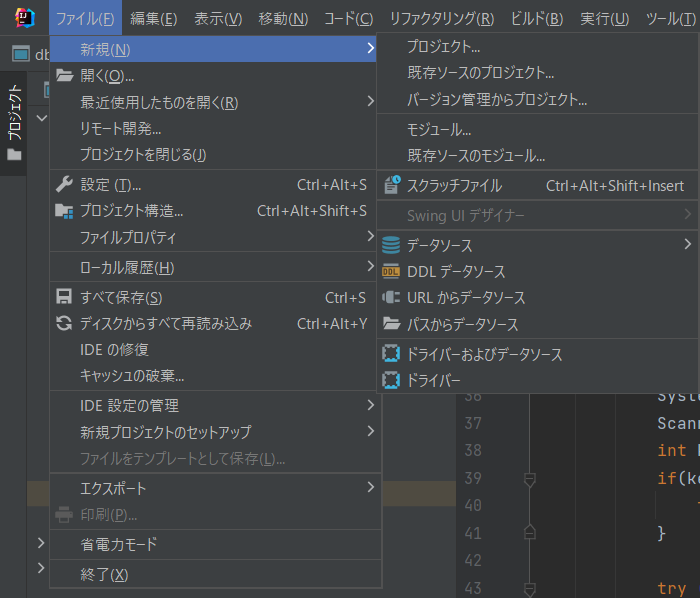 ファイル(F) 編集(E) 表示(V) 移動(N) コード(C) リファクタリング(R) ビルド(B) 実行(U) ツール(T)
db
プロジェクト
新規(N)
開く(O)...
最近使用したものを開く(R)
リモート開発...
プロジェクトを閉じる(J)
設定 (T)... Ctrl+Alt+S
プロジェクト構造... Ctrl+Alt+Shift+S
ファイルプロパティ
ローカル履歴(H)
すべて保存(S) Ctrl+S
ディスクからすべて再読み込み Ctrl+Alt+Y
IDE の修復
キャッシュの破棄...
IDE 設定の管理
新規プロジェクトのセットアップ
ファイルをテンプレートとして保存(L)...
エクスポート
印刷(P)...
省電力モード
終了(X)
プロジェクト...
既存ソースのプロジェクト...
バージョン管理からプロジェクト...
モジュール...
既存ソースのモジュール...
スクラッチファイル Ctrl+Alt+Shift+Insert
Swing UI デザイナー
データソース
DDL データソース
URL からデータソース
パスからデータソース
ドライバーおよびデータソース
ドライバー
36 Syste
37 Scann
38 int
39 if(ke
40
41 }
42
43 try